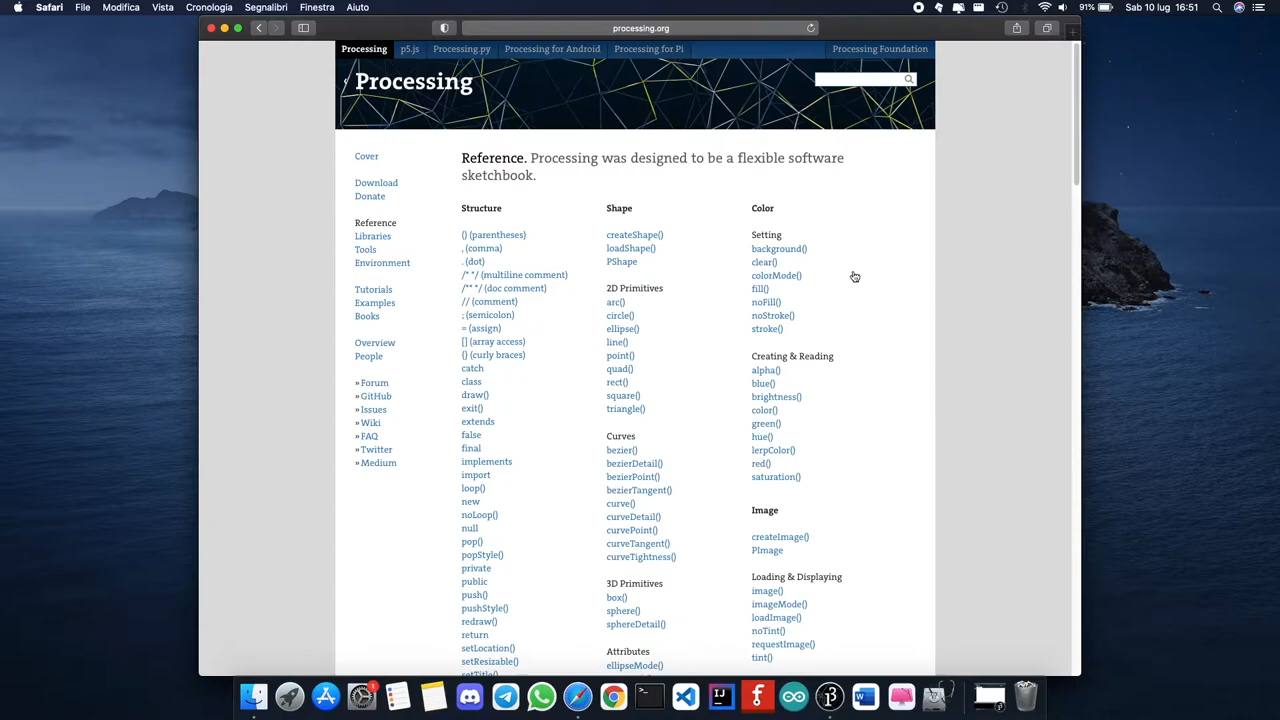 Safari File Modifica Vista Cronologia Segnalibri Finestra Aiuto
9% Sab 10 lug 16:51
processing.org
Processing p5.js Processing.py Processing for Android Processing for Pi Processing Foundation
Processing
Cover
Download
Donate
Reference
Libraries
Tools
Environment
Tutorials
Examples
Books
Overview
People
» Forum
» GitHub
» Issues
» Wiki
» FAQ
» Twitter
» Medium
Reference. Processing was designed to be a flexible software
sketchbook.
Structure
() (parentheses)
, (comma)
. (dot)
/* */ (multiline comment)
/** */ (doc comment)
// (comment)
; (semicolon)
= (assign)
[] (array access)
{} (curly braces)
catch
class
draw()
exit()
extends
false
final
implements
import
loop()
new
noLoop()
null
pop()
popStyle()
private
public
push()
pushStyle()
redraw()
return
setLocation()
setResizable()
setTitle()
Shape
createShape()
loadShape()
PShape
2D Primitives
arc()
circle()
ellipse()
line()
point()
quad()
rect()
square()
triangle()
Curves
bezier()
bezierDetail()
bezierPoint()
bezierTangent()
curve()
curveDetail()
curvePoint()
curveTangent()
curveTightness()
3D Primitives
box()
sphere()
sphereDetail()
Attributes
ellipseMode()
Color
Setting
background()
clear()
colorMode()
fill()
noFill()
noStroke()
stroke()
Creating & Reading
alpha()
blue()
brightness()
color()
green()
hue()
lerpColor()
red()
saturation()
Image
createImage()
PImage
Loading & Displaying
image()
imageMode()
loadImage()
noTint()
requestImage()
tint()